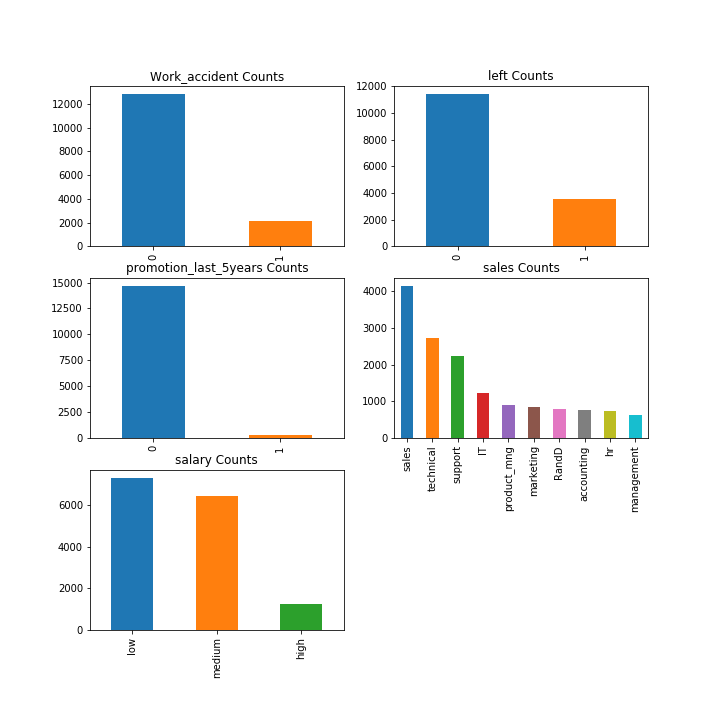 Work_accident Counts
12000
10000
8000
6000
4000
2000
0
0
1
left Counts
12000
10000
8000
6000
4000
2000
0
0
1
promotion_last_5years Counts
15000
12500
10000
7500
5000
2500
0
0
1
sales Counts
4000
3000
2000
1000
0
sales
technical
support
IT
product_mng
marketing
RandD
accounting
hr
management
salary Counts
6000
4000
2000
0
low
medium
high